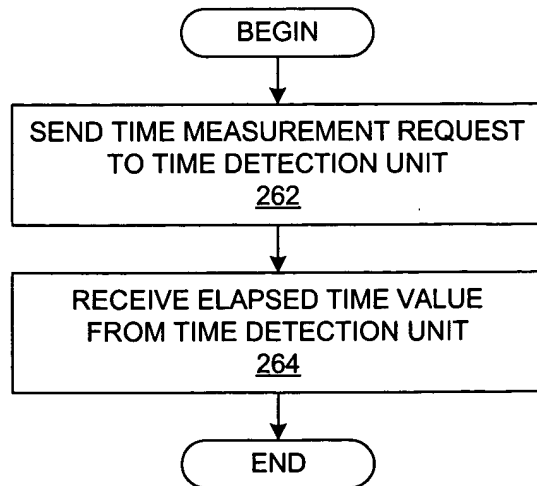 BEGIN
SEND TIME MEASUREMENT REQUEST
TO TIME DETECTION UNIT
262
RECEIVE ELAPSED TIME VALUE
FROM TIME DETECTION UNIT
264
END